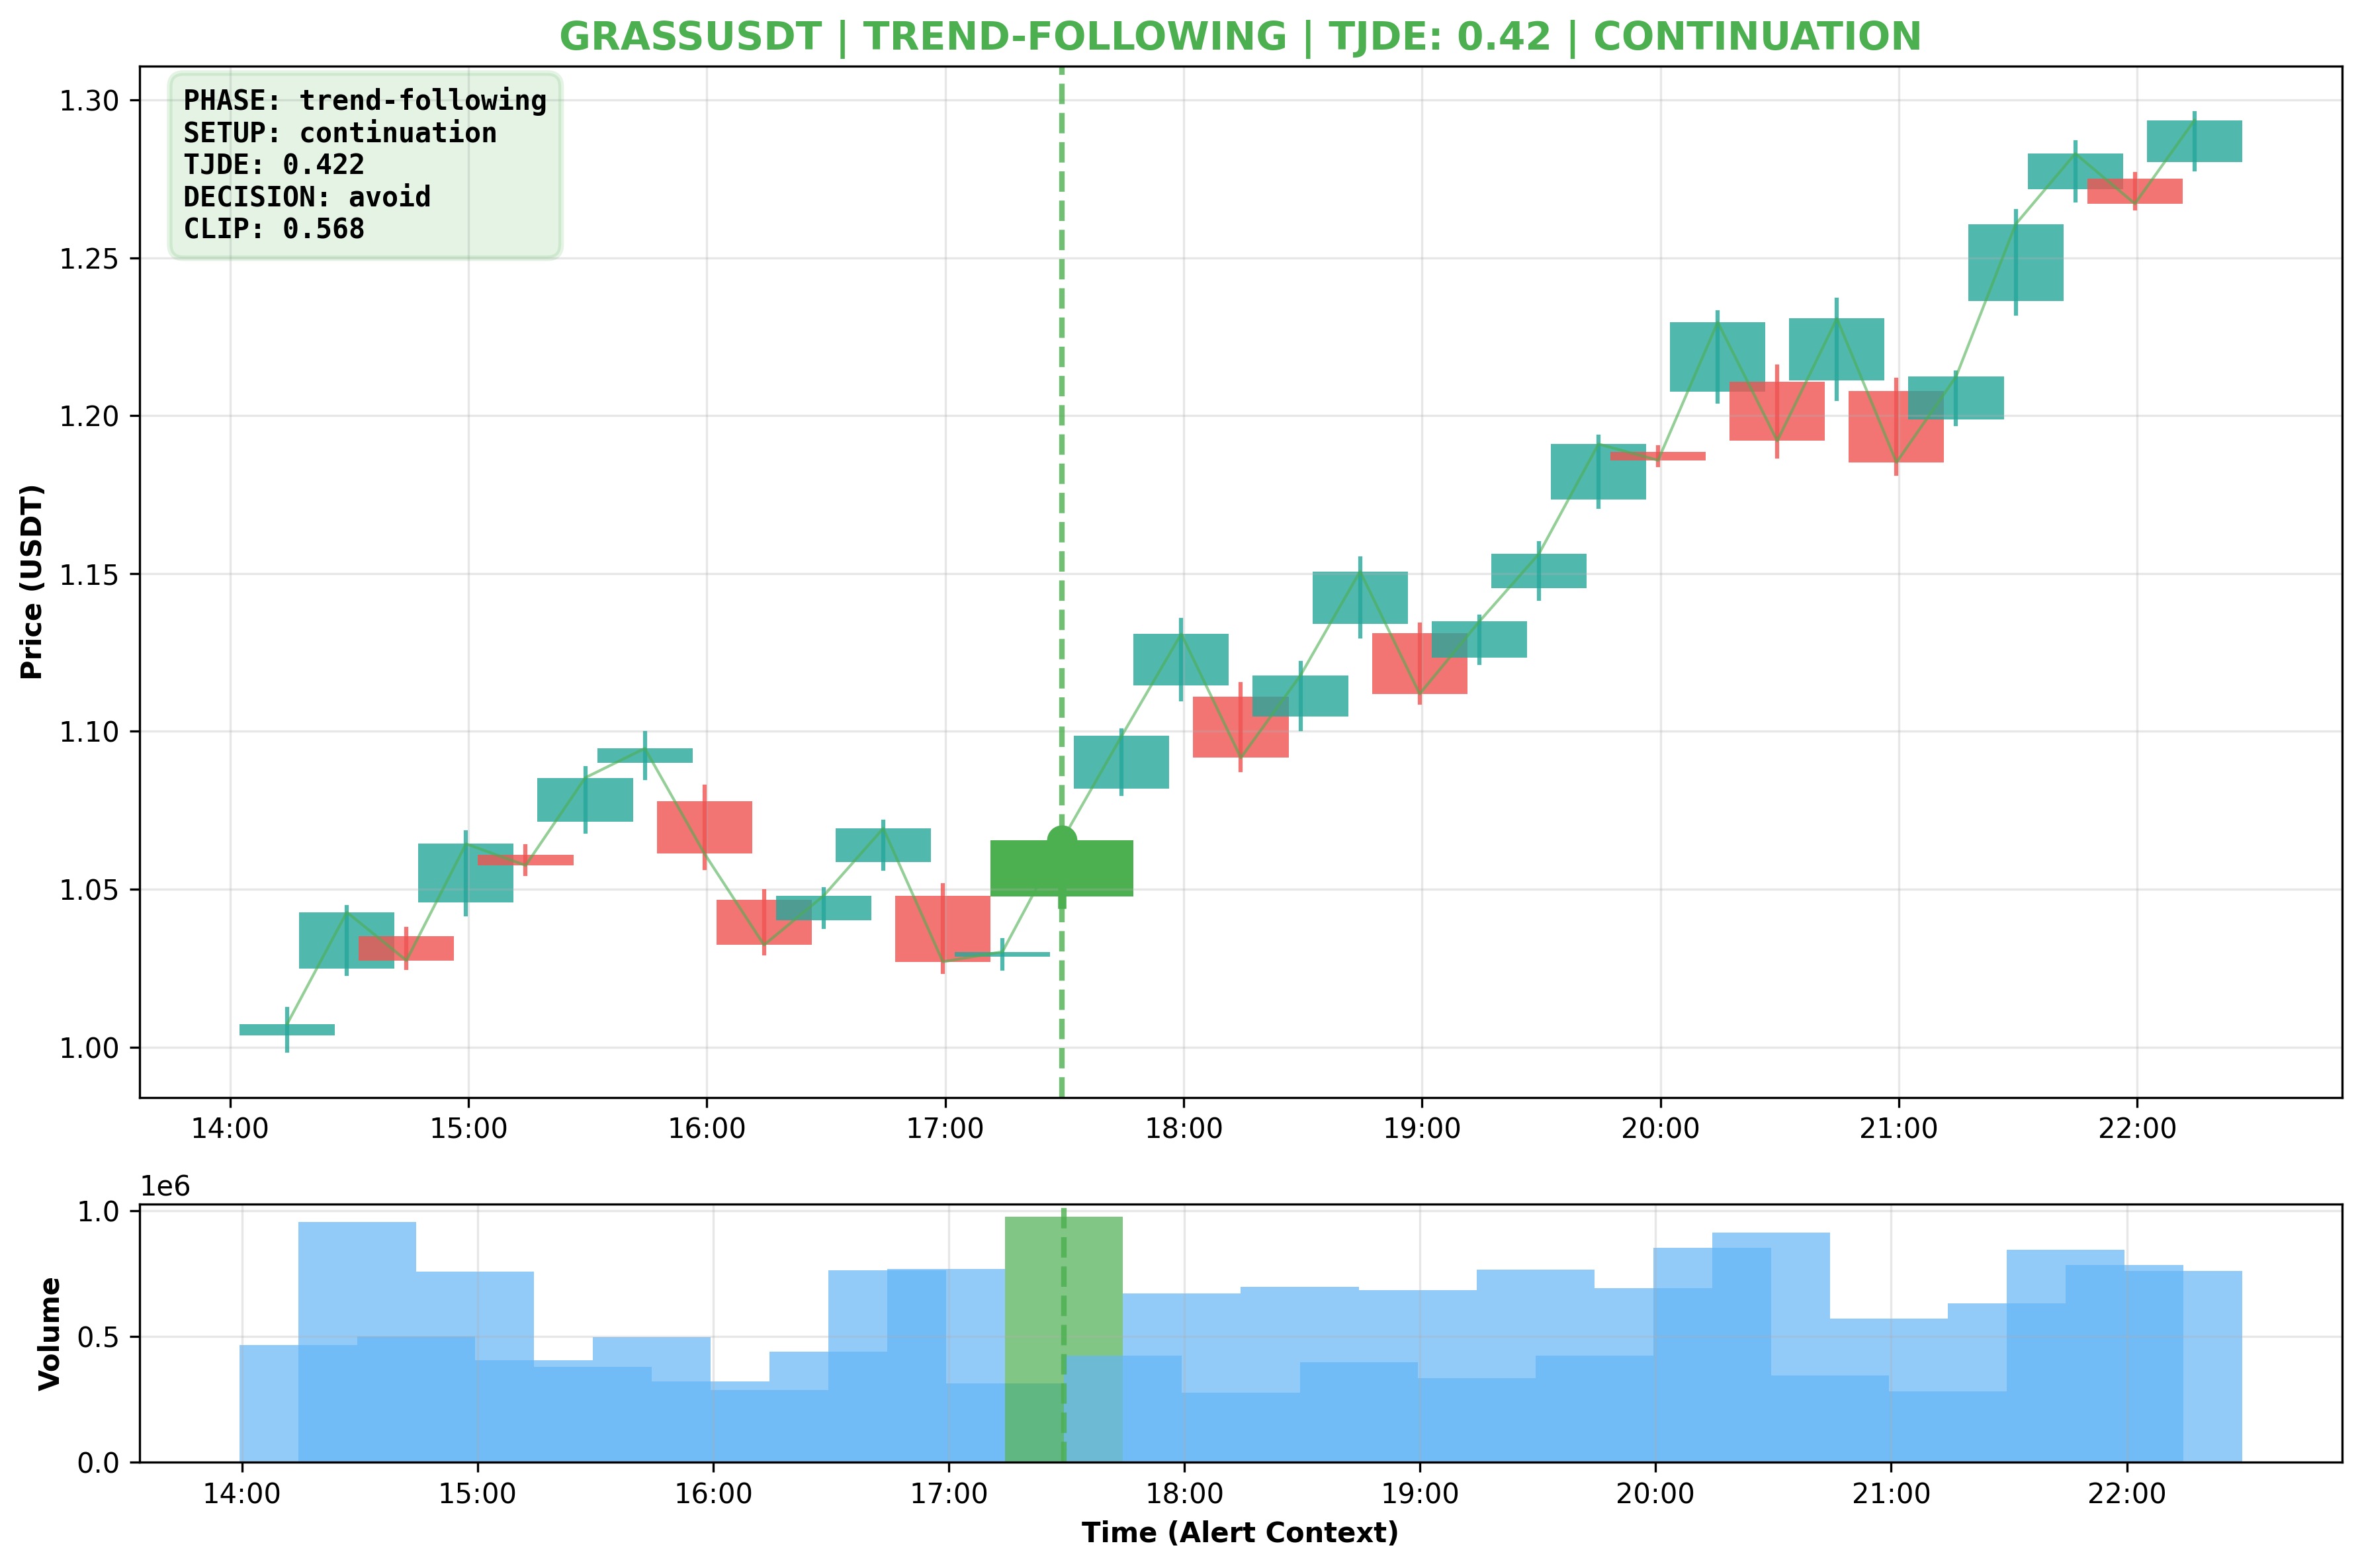 GRASSUSDT | TREND-FOLLOWING | TJDE: 0.42 | CONTINUATION
PHASE: trend-following
SETUP: continuation
TJDE: 0.422
DECISION: avoid
CLIP: 0.568
Price (USDT)
1.30
1.25
1.20
1.15
1.10
1.05
1.00
14:00 15:00 16:00 17:00 18:00 19:00 20:00 21:00 22:00
1e6
Volume
1.0
0.5
0.0
14:00 15:00 16:00 17:00 18:00 19:00 20:00 21:00 22:00
Time (Alert Context)